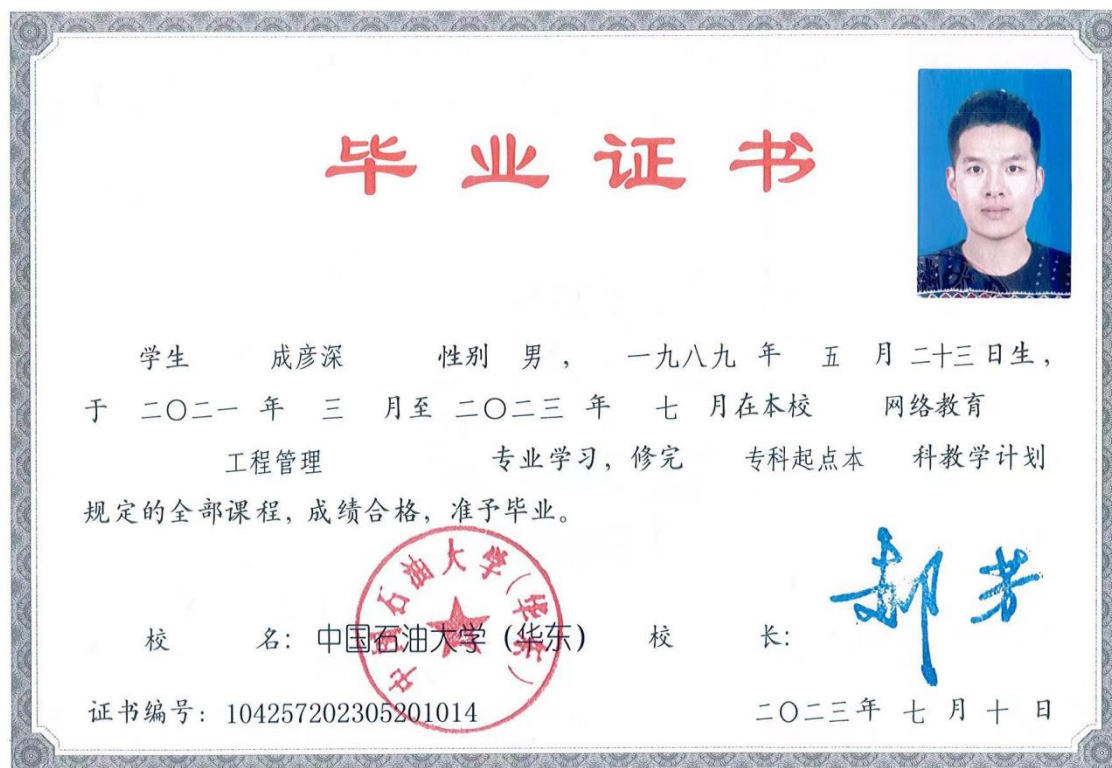 毕业证书
学生 成彦深 性别 男 , 一九八九 年 五 月 二十三 日生,
于 二〇二一 年 三 月至 二〇二三 年 七 月在本校 网络教育
工程管理 专业学习, 修完 专科起点本 科教学计划
规定的全部课程, 成绩合格, 准予毕业。
中国石油大学(华东)
校 名: 中国石油大学 (华东) 校 长: 郝芳
证书编号: 104257202305201014 二〇二三年 七 月 十 日